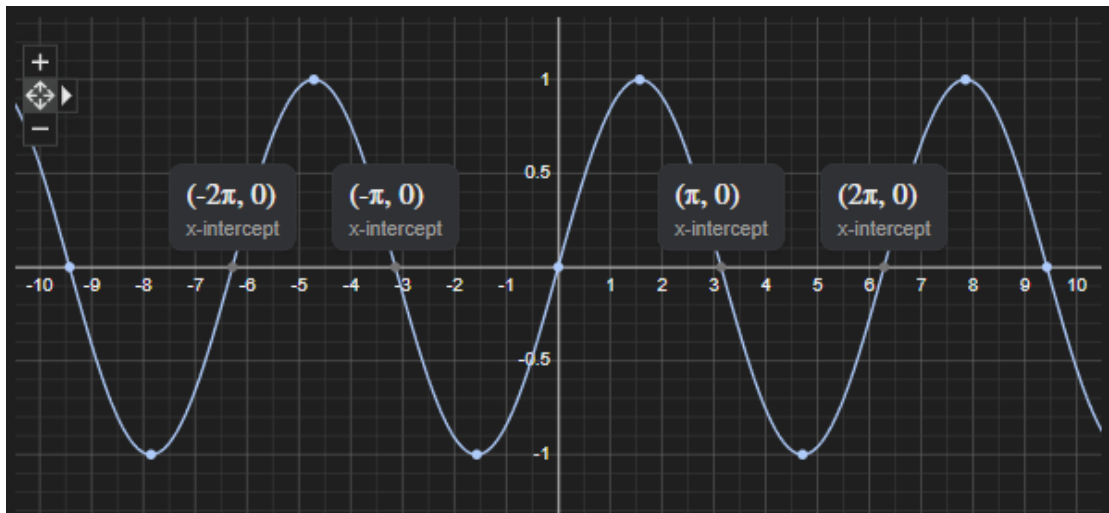 +
−
1
0.5
(-2π, 0)
x-intercept
(-π, 0)
x-intercept
(π, 0)
x-intercept
(2π, 0)
x-intercept
-10 -9 -8 -7 -6 -5 -4 -3 -2 -1 1 2 3 4 5 6 7 8 9 10
-0.5
-1